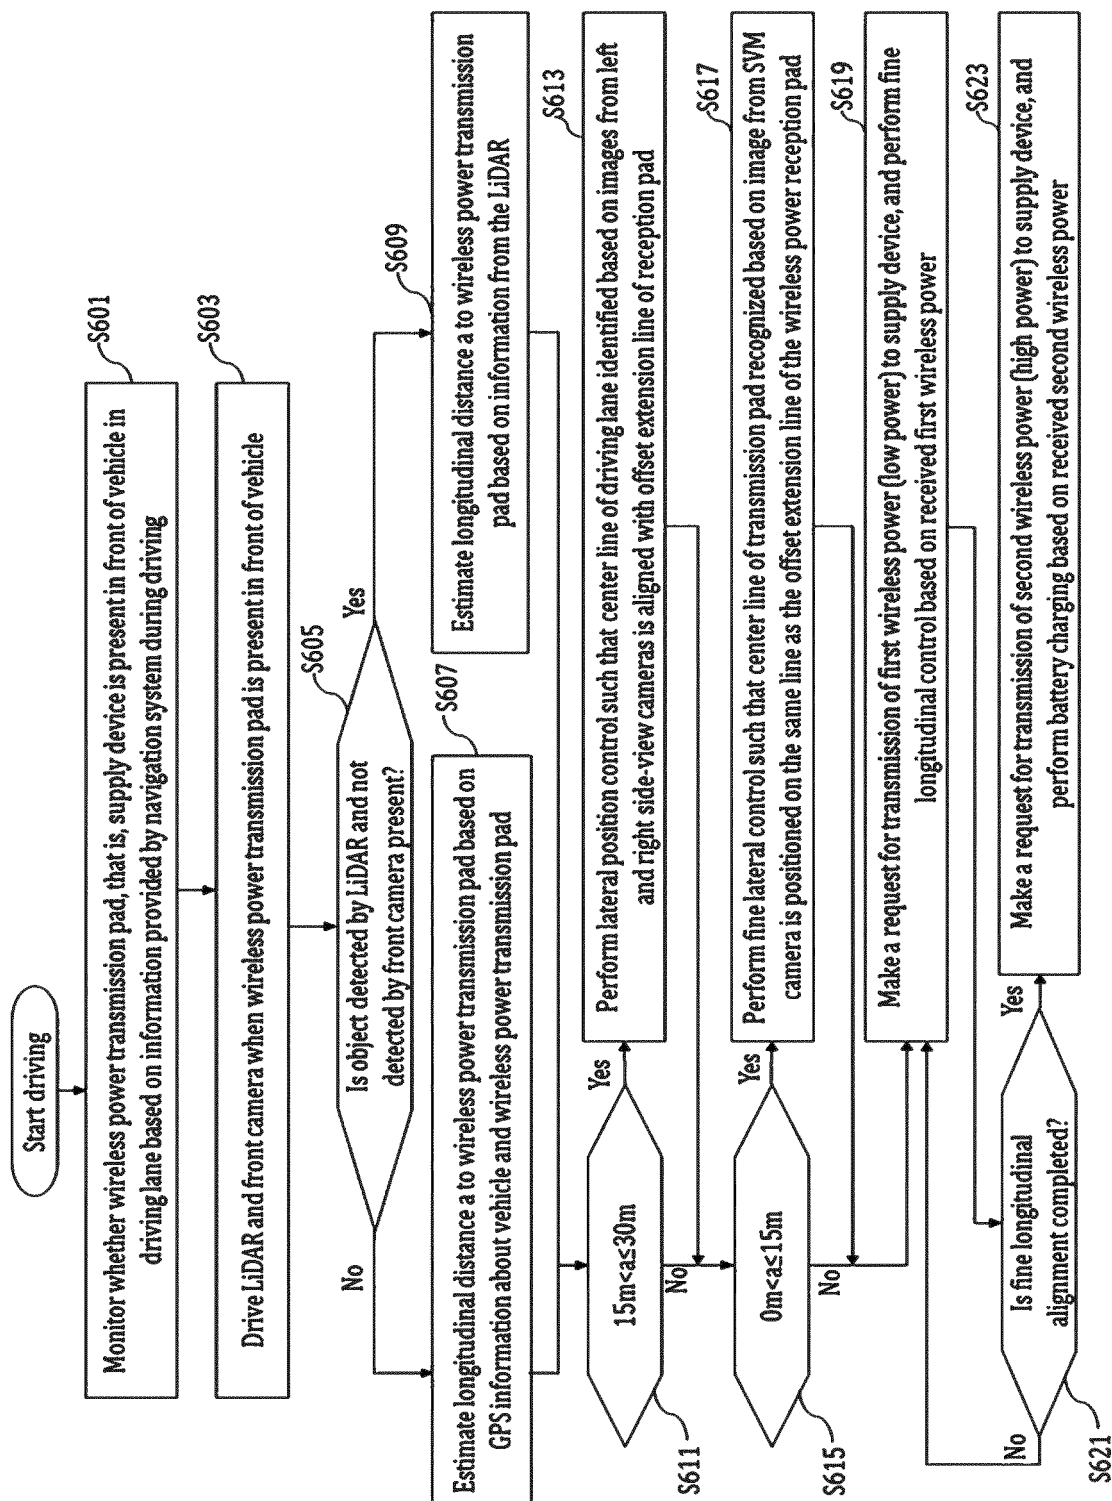 Start driving
S601
Monitor whether wireless power transmission pad, that is, supply device is present in front of vehicle in
driving lane based on information provided by navigation system during driving
S603
Drive LiDAR and front camera when wireless power transmission pad is present in front of vehicle
S605
Is object detected by LiDAR and not
detected by front camera present?
No
Yes
S607
Estimate longitudinal distance a to wireless power transmission pad based on
GPS information about vehicle and wireless power transmission pad
S609
Estimate longitudinal distance a to wireless power transmission
pad based on information from the LiDAR
S611
15m<a≤30m
Yes
No
S613
Perform lateral position control such that center line of driving lane identified based on images from left
and right side-view cameras is aligned with offset extension line of reception pad
S615
0m<a≤15m
Yes
No
S617
Perform fine lateral control such that center line of transmission pad recognized based on image from SVM
camera is positioned on the same line as the offset extension line of the wireless power reception pad
S619
Make a request for transmission of first wireless power (low power) to supply device, and perform fine
longitudinal control based on received first wireless power
S621
Is fine longitudinal
alignment completed?
No
Yes
S623
Make a request for transmission of second wireless power (high power) to supply device, and
perform battery charging based on received second wireless power